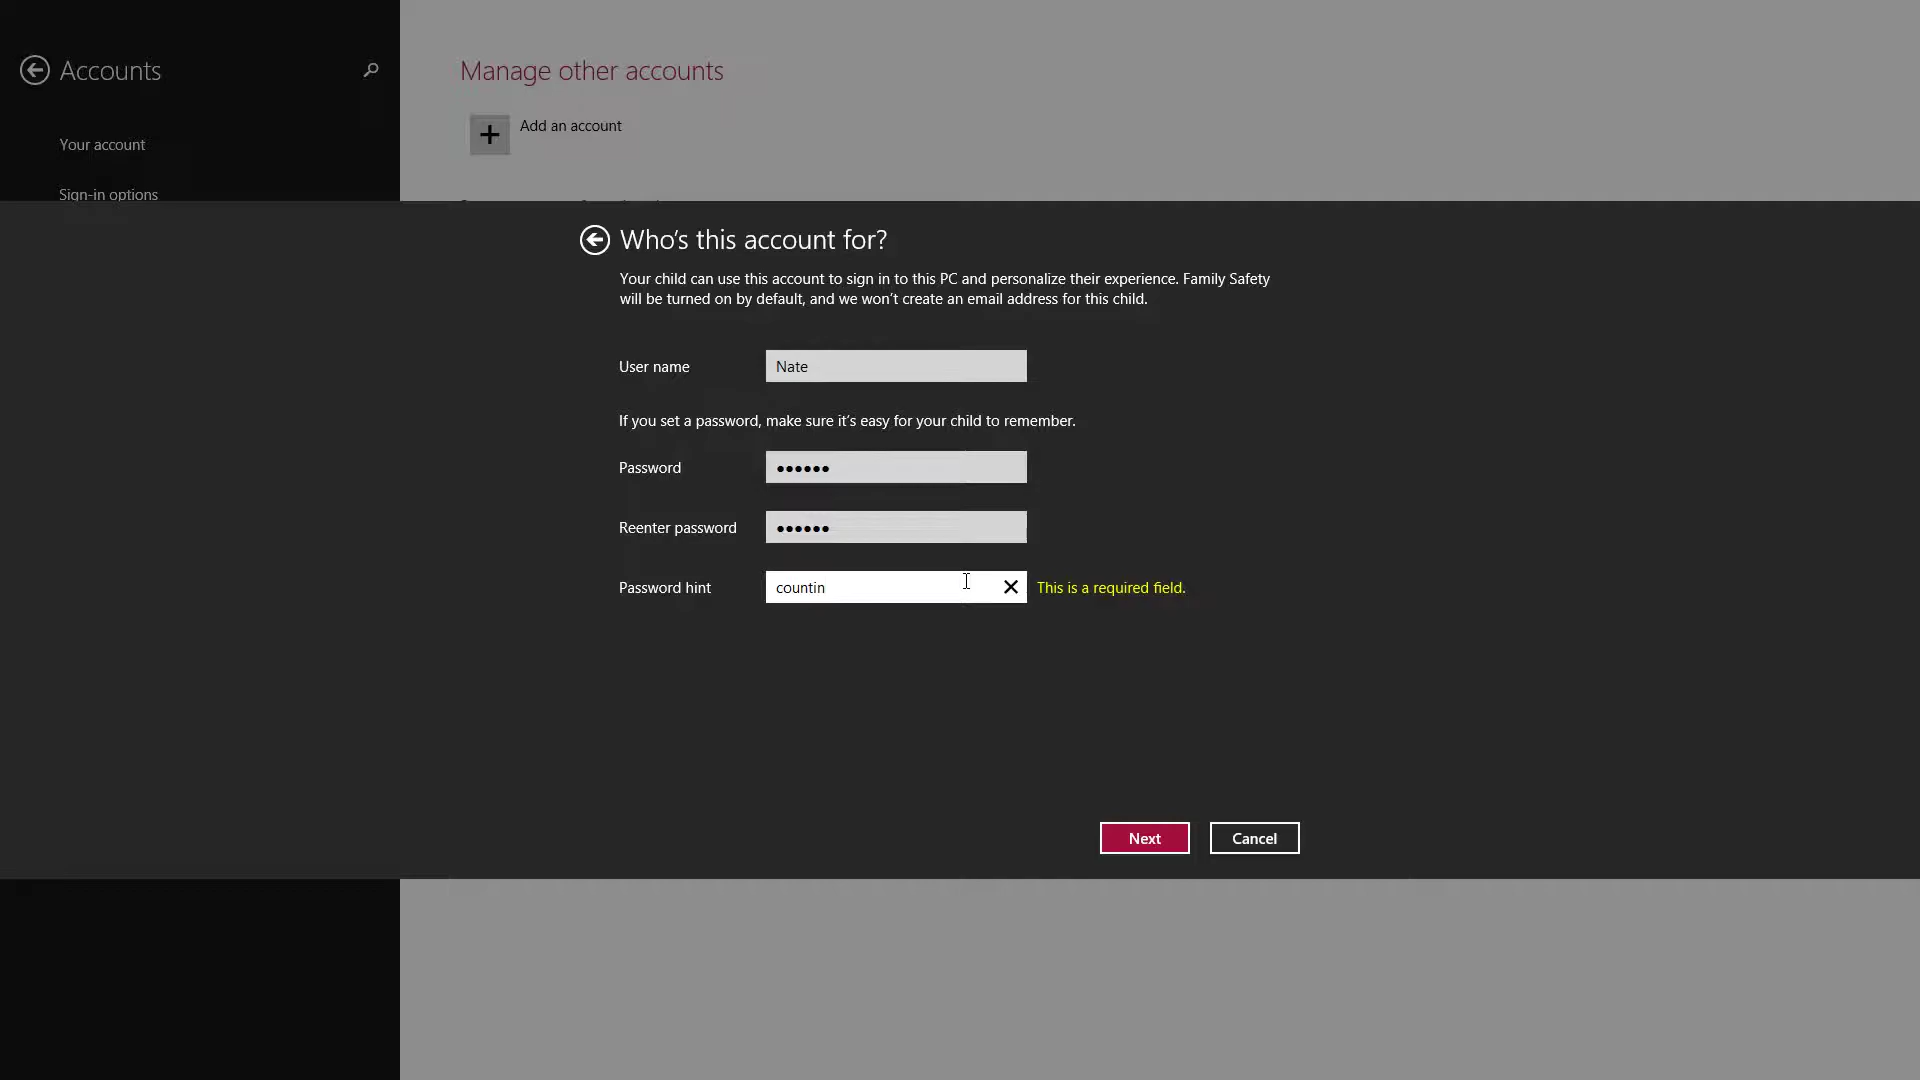 Accounts
Manage other accounts
Add an account
Your account
Sign-in options
Who's this account for?
Your child can use this account to sign in to this PC and personalize their experience. Family Safety
will be turned on by default, and we won't create an email address for this child.
User name
Nate
If you set a password, make sure it's easy for your child to remember.
Password
●●●●●●
Reenter password
●●●●●●
Password hint
countin
This is a required field.
Next
Cancel